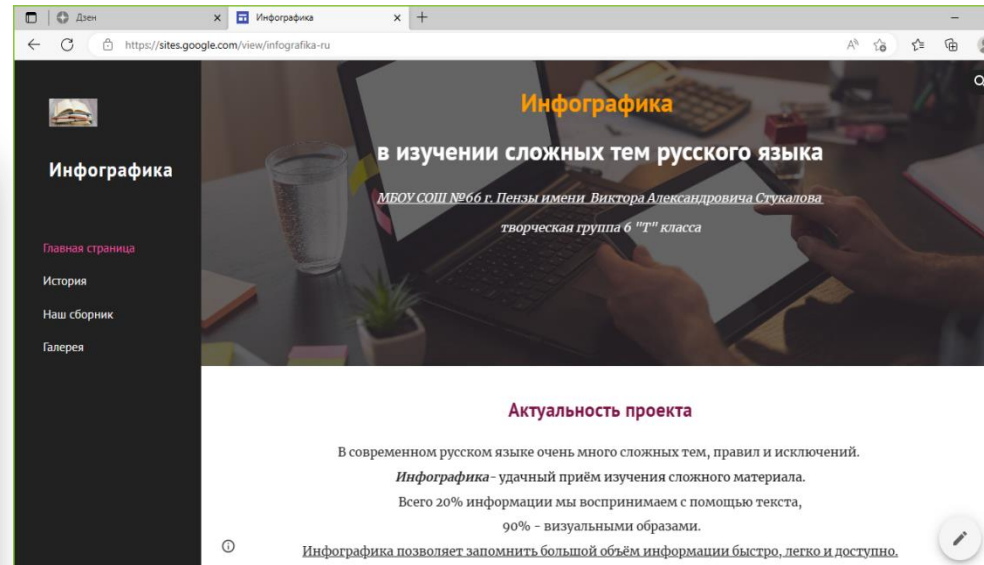 Дзен
Инфографика
https://sites.google.com/view/infografika-ru
Инфографика
Главная страница
История
Наш сборник
Галерея
Инфографика
в изучении сложных тем русского языка
МБОУ СОШ №66 г. Пензы имени Виктора Александровича Стукалова
творческая группа 6 "Т" класса
Актуальность проекта
В современном русском языке очень много сложных тем, правил и исключений.
Инфографика- удачный приём изучения сложного материала.
Всего 20% информации мы воспринимаем с помощью текста,
90% - визуальными образами.
Инфографика позволяет запомнить большой объём информации быстро, легко и доступно.